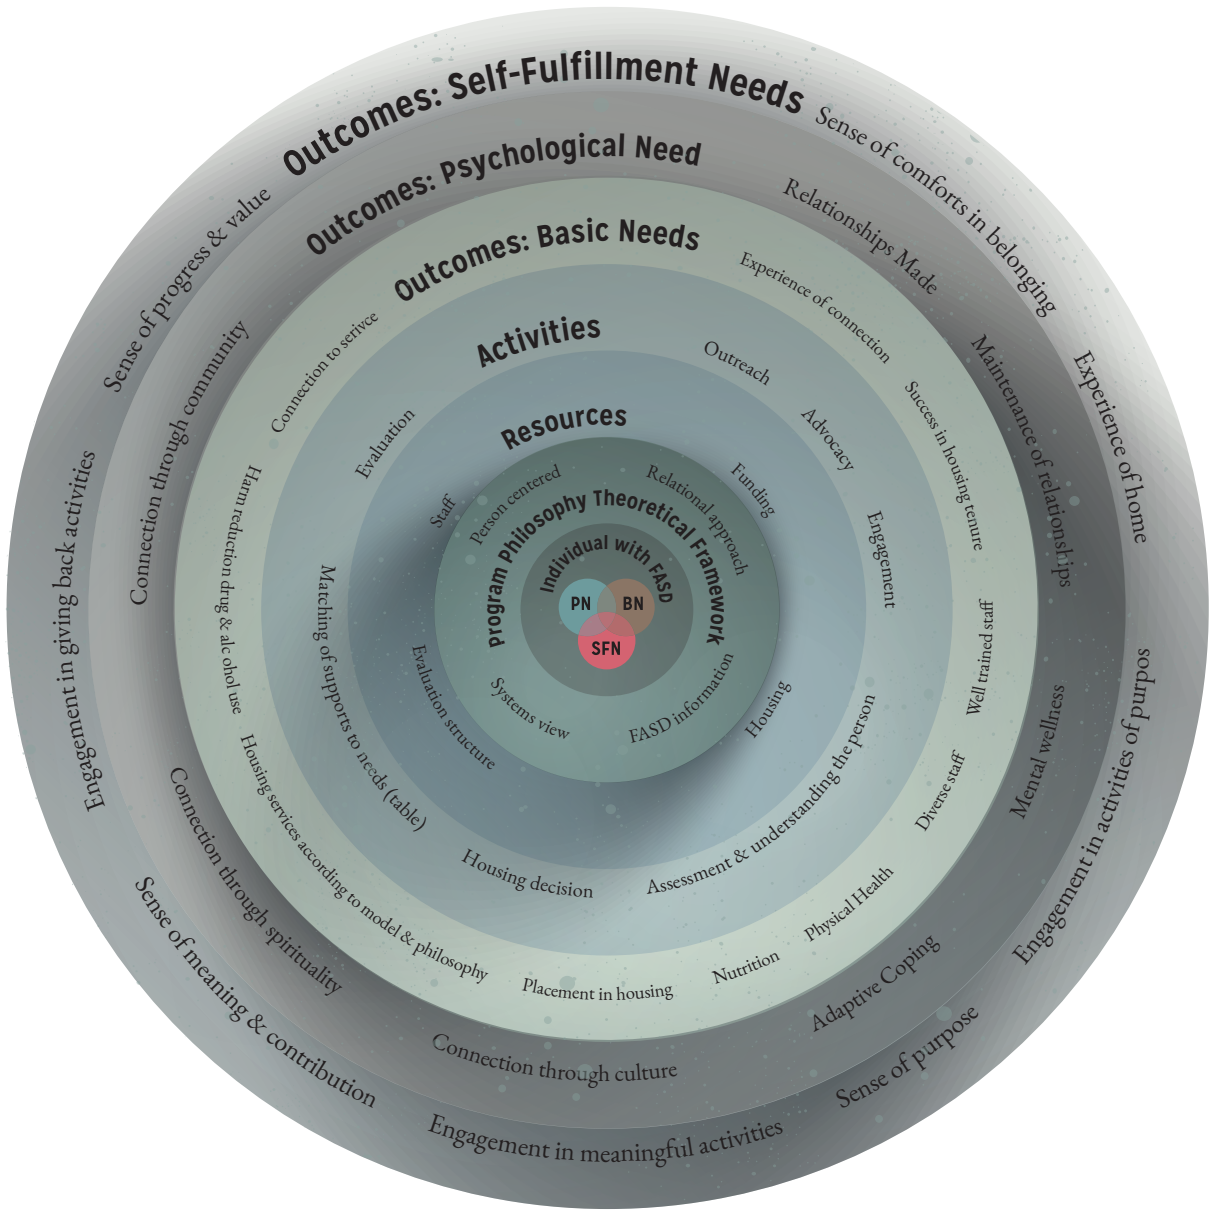 Outcomes: Self-Fulfillment Needs
Sense of comforts in belonging
Experience of home
Engagement in activities of purpos
Sense of purpose
Engagement in meaningful activities
Sense of meaning & contribution
Engagement in giving back activities
Sense of progress & value
Outcomes: Psychological Need
Relationships Made
Maintenance of relationships
Mental wellness
Adaptive Coping
Connection through culture
Connection through spirituality
Connection through community
Outcomes: Basic Needs
Experience of connection
Success in housing tenure
Well trained staff
Diverse staff
Physical Health
Nutrition
Placement in housing
Housing services according to model & philosophy
Harm reduction drug & alc ohol use
Connection to serivce
Activities
Outreach
Advocacy
Engagement
Assessment & understanding the person
Housing decision
Matching of supports to needs (table)
Evaluation
Resources
Funding
Housing
Evaluation structure
Staff
Person centered
Relational approach
FASD information
Systems view
Program Philosophy Theoretical Framework
Individual with FASD
PN
BN
SFN